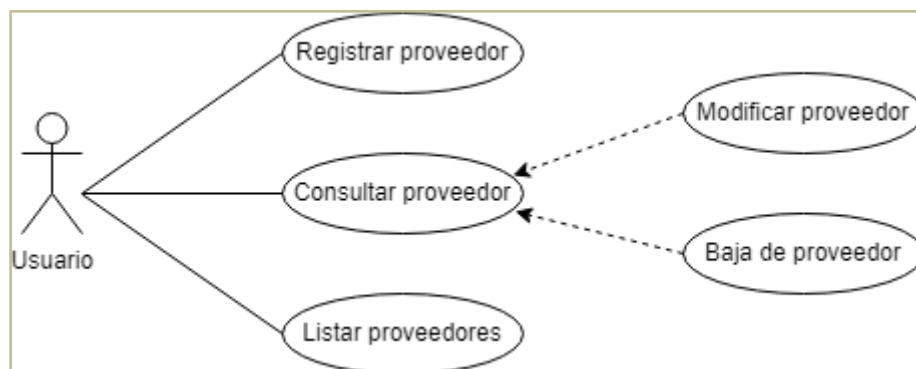 Registrar proveedor
Modificar proveedor
Consultar proveedor
Usuario
Baja de proveedor
Listar proveedores